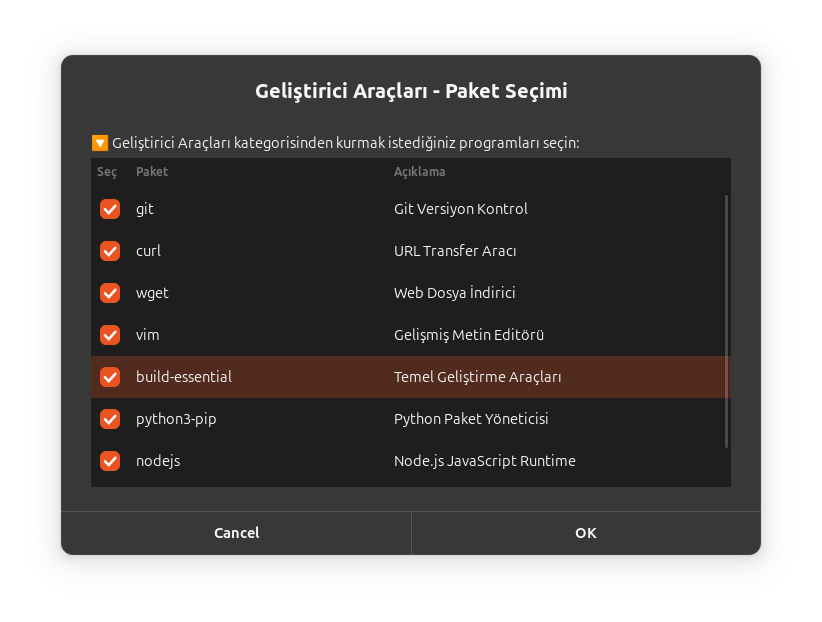 Geliştirici Araçları - Paket Seçimi
🔽 Geliştirici Araçları kategorisinden kurmak istediğiniz programları seçin:
Seç Paket Açıklama
git Git Versiyon Kontrol
curl URL Transfer Aracı
wget Web Dosya İndirici
vim Gelişmiş Metin Editörü
build-essential Temel Geliştirme Araçları
python3-pip Python Paket Yöneticisi
nodejs Node.js JavaScript Runtime
Cancel OK